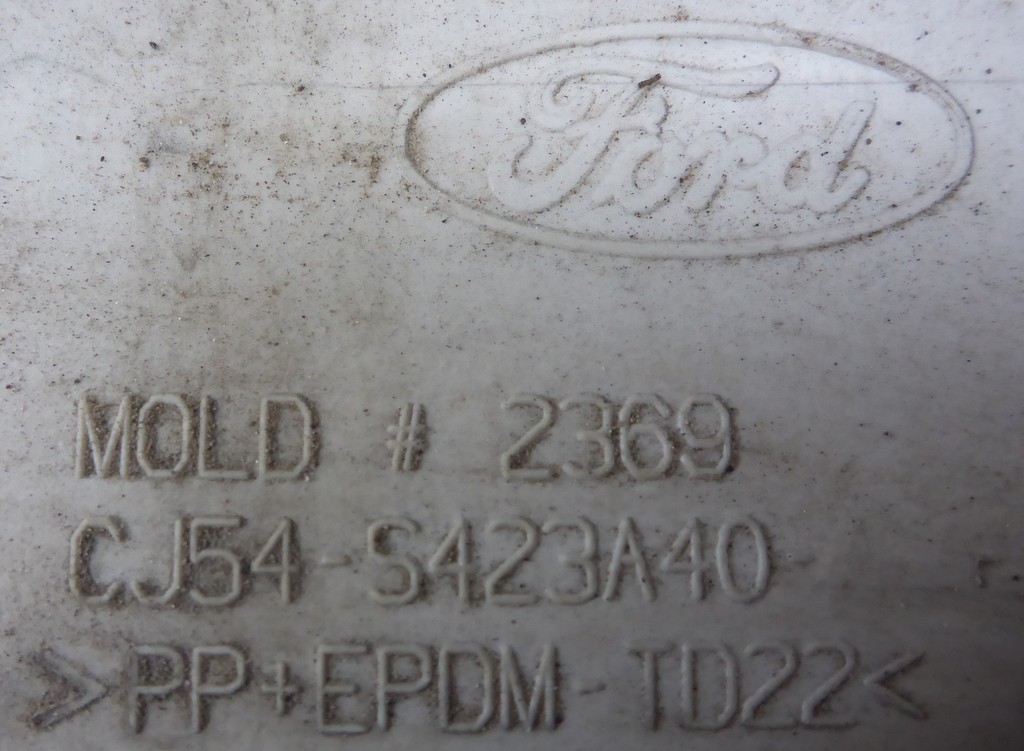 Ford
MOLD # 2369
CJ54-S423A40
>PP+EPDM-TD22<